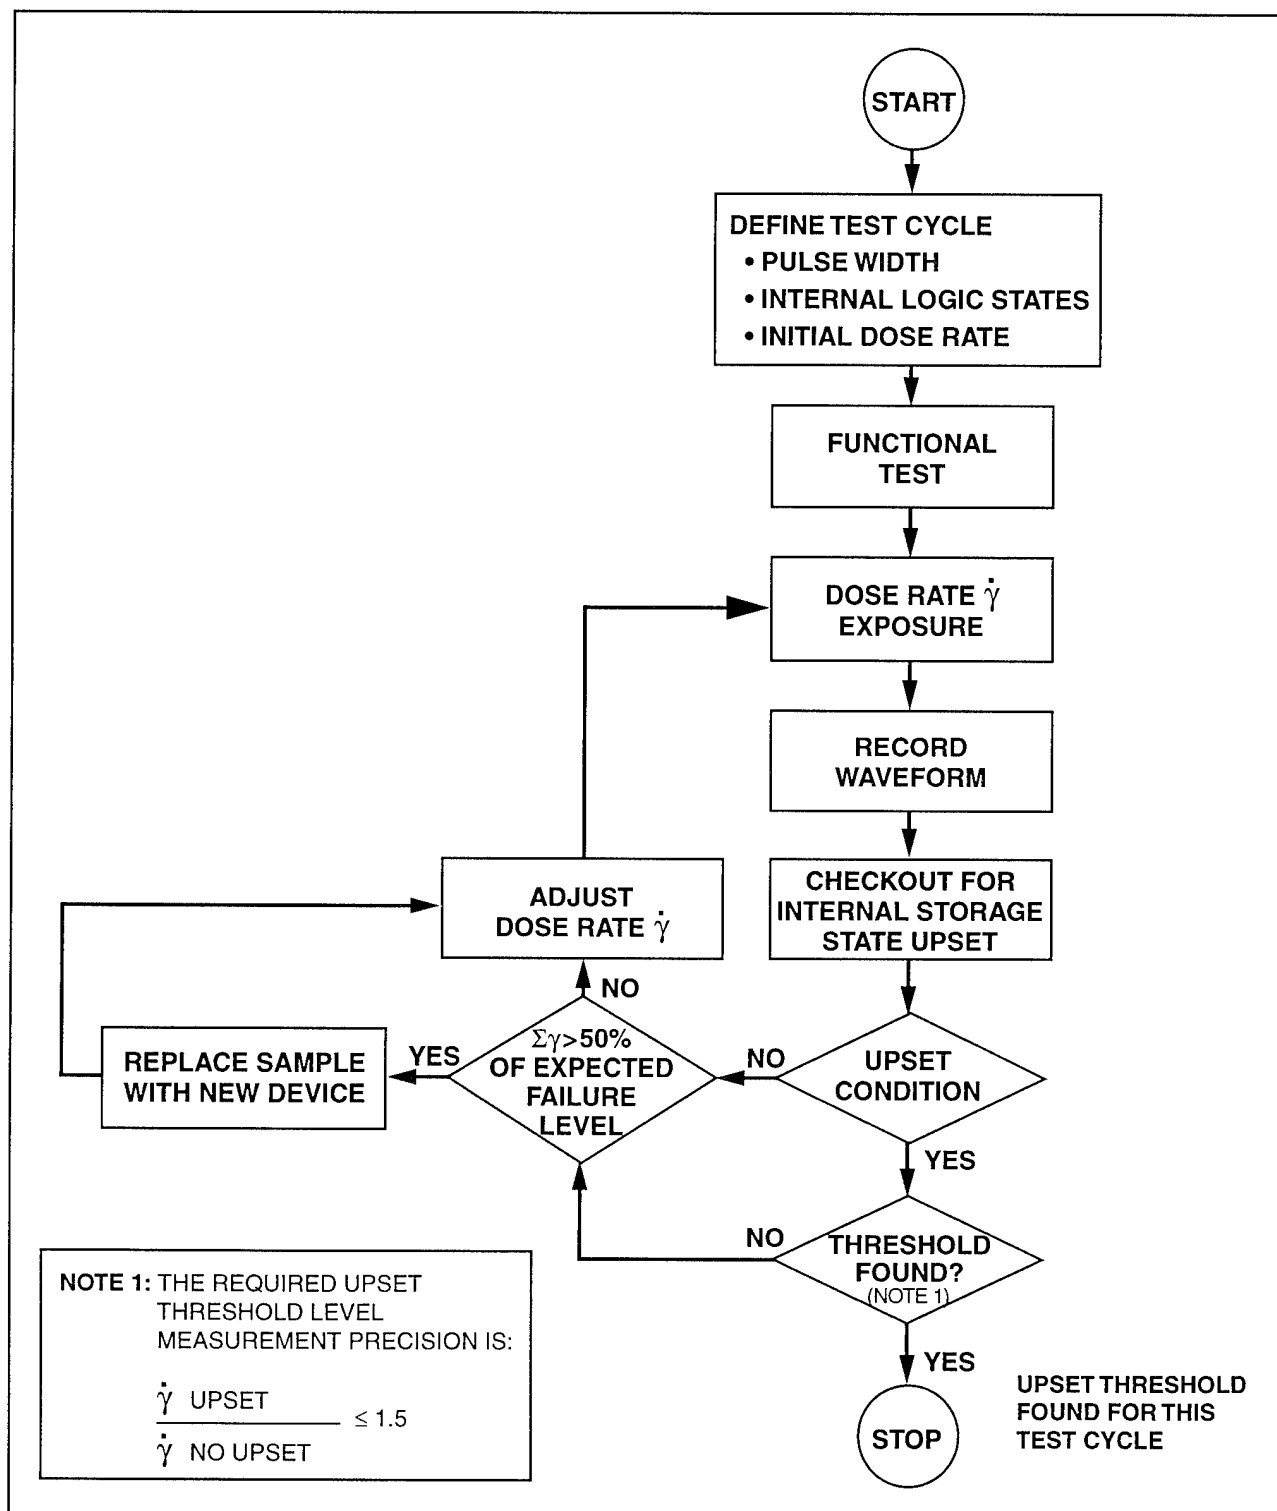 START
DEFINE TEST CYCLE
• PULSE WIDTH
• INTERNAL LOGIC STATES
• INITIAL DOSE RATE
FUNCTIONAL
TEST
DOSE RATE γ̇
EXPOSURE
RECORD
WAVEFORM
CHECKOUT FOR
INTERNAL STORAGE
STATE UPSET
ADJUST
DOSE RATE γ̇
NO
UPSET
CONDITION
NO
YES
Σγ>50%
OF EXPECTED
FAILURE
LEVEL
YES
REPLACE SAMPLE
WITH NEW DEVICE
THRESHOLD
FOUND?
(NOTE 1)
NO
YES
STOP
UPSET THRESHOLD
FOUND FOR THIS
TEST CYCLE
NOTE 1: THE REQUIRED UPSET
THRESHOLD LEVEL
MEASUREMENT PRECISION IS:
γ̇ UPSET
≤ 1.5
γ̇ NO UPSET